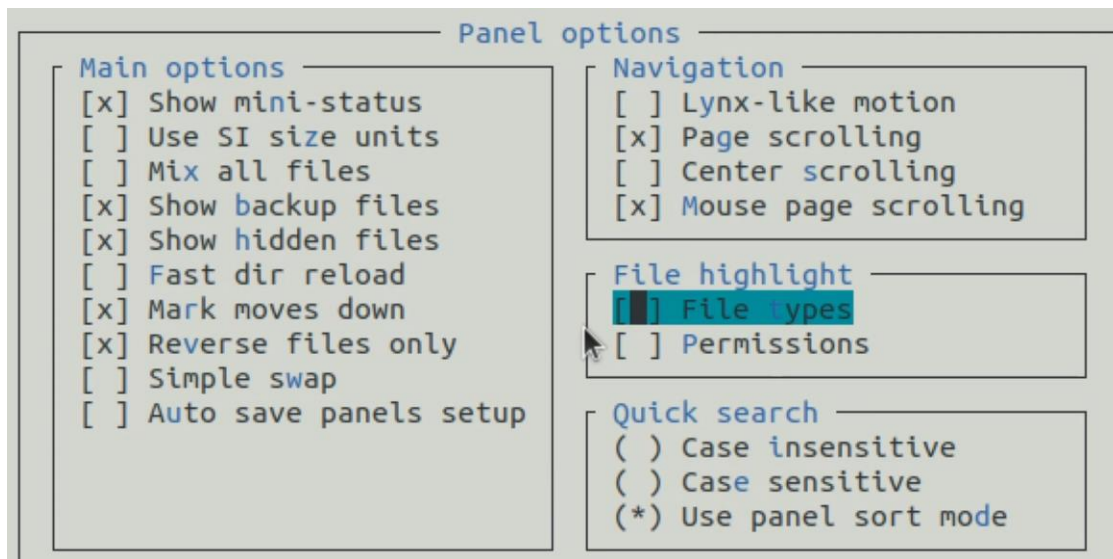 Panel options
Main options
[x] Show mini-status
[ ] Use SI size units
[ ] Mix all files
[x] Show backup files
[x] Show hidden files
[ ] Fast dir reload
[x] Mark moves down
[x] Reverse files only
[ ] Simple swap
[ ] Auto save panels setup
Navigation
[ ] Lynx-like motion
[x] Page scrolling
[ ] Center scrolling
[x] Mouse page scrolling
File highlight
[ ] File types
[ ] Permissions
Quick search
( ) Case insensitive
( ) Case sensitive
(*) Use panel sort mode